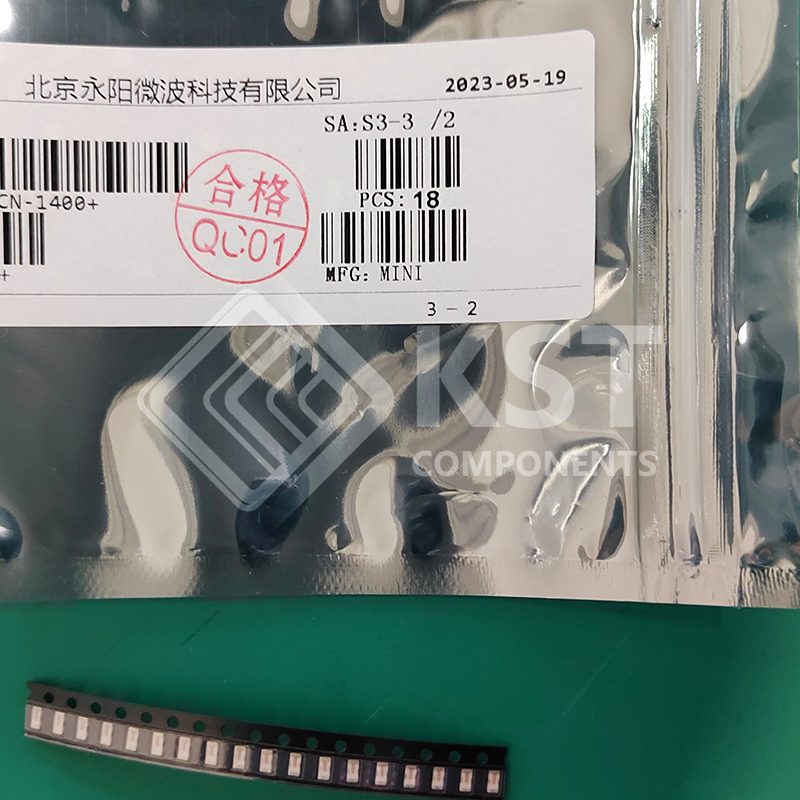 北京永阳微波科技有限公司
2023-05-19
SA:S3-3 /2
CN-1400+
PCS: 18
合格
QC01
+
MFG: MINI
3 - 2
KST
COMPONENTS